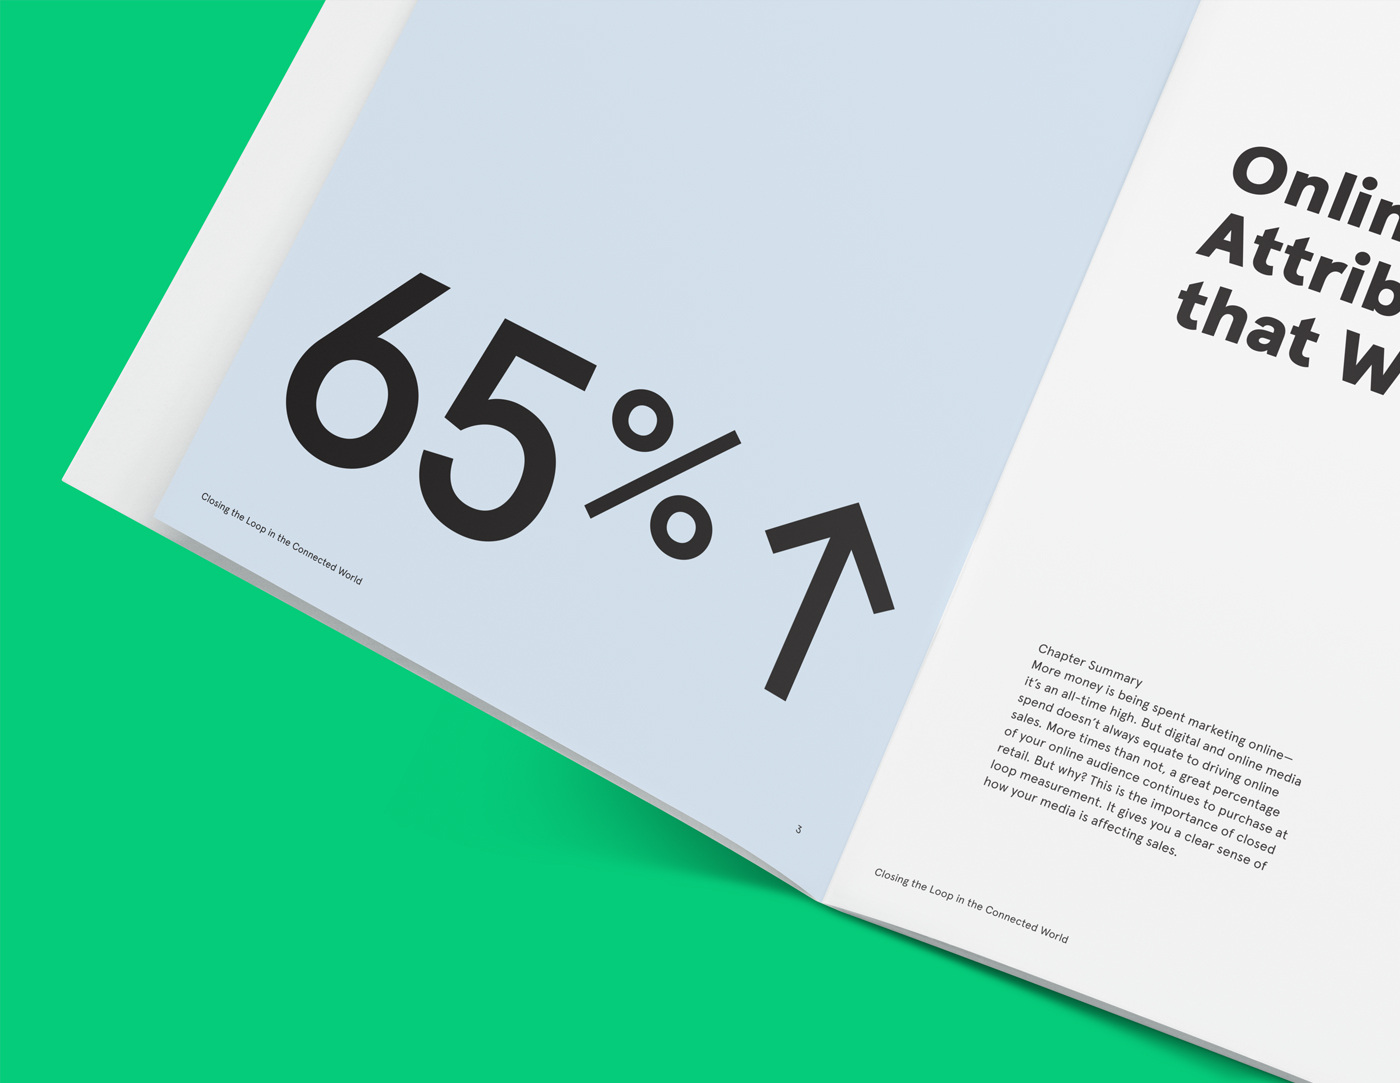 65%↑
Closing the Loop in the Connected World
3
Onlin
Attrib
that W
Chapter Summary
More money is being spent marketing online—
it's an all-time high. But digital and online media
spend doesn't always equate to driving online
sales. More times than not, a great percentage
of your online audience continues to purchase at
retail. But why? This is the importance of closed
loop measurement. It gives you a clear sense of
how your media is affecting sales.
Closing the Loop in the Connected World